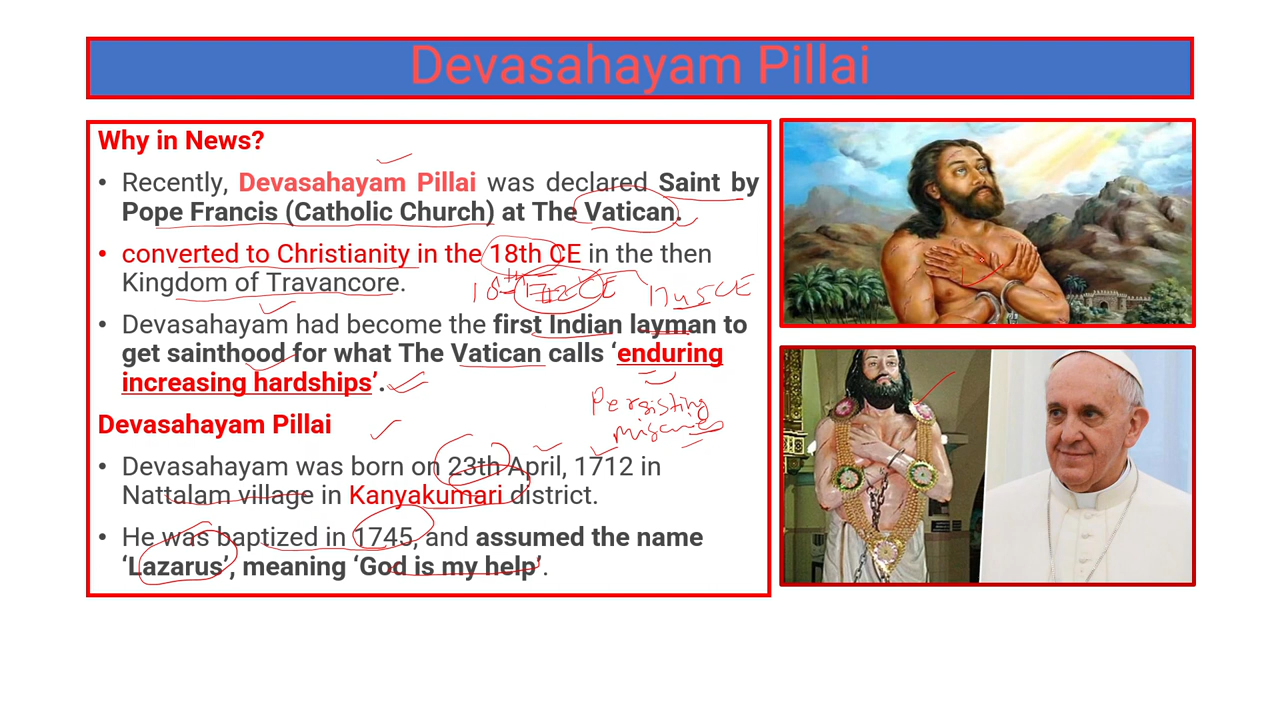 Devasahayam Pillai
Why in News?
• Recently, Devasahayam Pillai was declared Saint by
Pope Francis (Catholic Church) at The Vatican.
• converted to Christianity in the 18th CE in the then
Kingdom of Travancore.
1745 CE
• Devasahayam had become the first Indian layman to
get sainthood for what The Vatican calls ‘enduring
increasing hardships’.
Persisting
Devasahayam Pillai
• Devasahayam was born on 23th April, 1712 in
Nattalam village in Kanyakumari district.
• He was baptized in 1745, and assumed the name
‘Lazarus’, meaning ‘God is my help’.